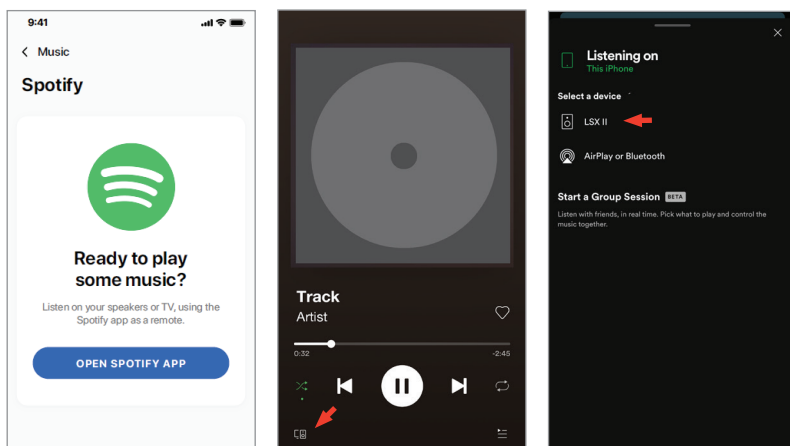 9:41
Music
Spotify
Ready to play
some music?
Listen on your speakers or TV, using the
Spotify app as a remote.
OPEN SPOTIFY APP
Track
Artist
0:32
-2:45
Listening on
This iPhone
Select a device
LSX II
AirPlay or Bluetooth
Start a Group Session BETA
Listen with friends, in real time. Pick what to play and control the
music together.